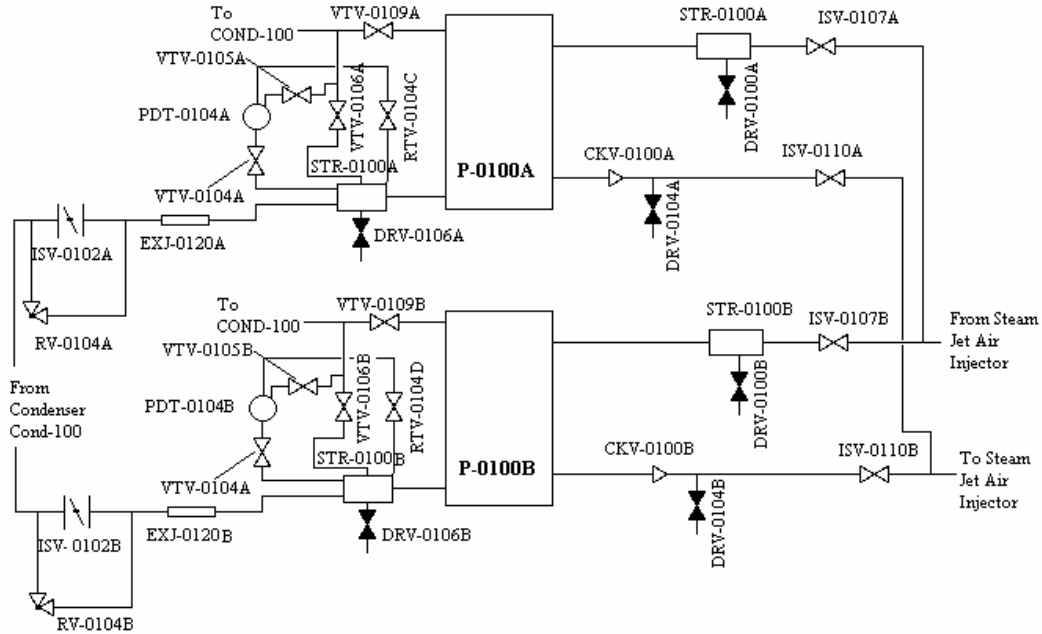 To
COND-100
VTV-0109A
STR-0100A
ISV-0107A
VTV-0105A
VTV-0106A
RTV-0104C
DRV-0100A
PDT-0104A
STR-0100A
P-0100A
CKV-0100A
ISV-0110A
VTV-0104A
DRV-0104A
DRV-0106A
ISV-0102A
EXJ-0120A
RV-0104A
To
COND-100
VTV-0109B
STR-0100B
ISV-0107B
From Steam
Jet Air
Injector
VTV-0105B
VTV-0106B
RTV-0104D
DRV-0100B
From
Condenser
Cond-100
PDT-0104B
STR-0100B
P-0100B
CKV-0100B
ISV-0110B
To Steam
Jet Air
Injector
VTV-0104A
DRV-0104B
ISV- 0102B
EXJ-0120B
DRV-0106B
RV-0104B